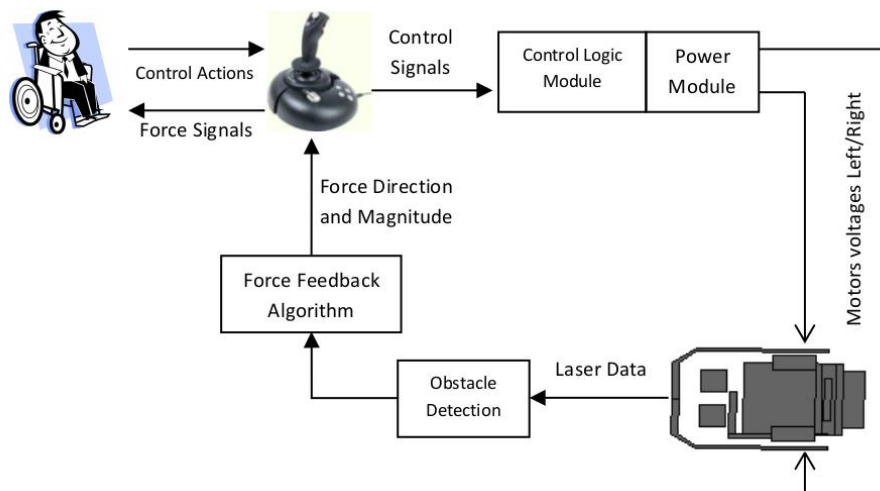 Control Actions
Force Signals
Control
Signals
Control Logic
Module
Power
Module
Motors voltages Left/Right
Force Direction
and Magnitude
Force Feedback
Algorithm
Obstacle
Detection
Laser Data